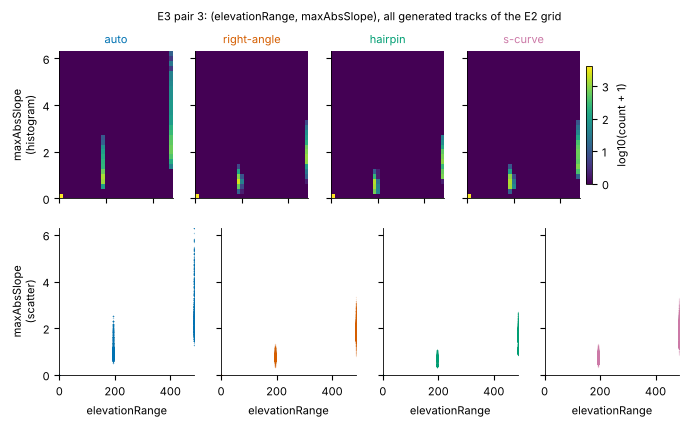 E3 pair 3: (elevationRange, maxAbsSlope), all generated tracks of the E2 grid
auto right-angle hairpin s-curve
maxAbsSlope
(histogram)
6
4
2
0
log10(count + 1)
3
2
1
0
maxAbsSlope
(scatter)
6
4
2
0
0 200 400 0 200 400 0 200 400 0 200 400
elevationRange elevationRange elevationRange elevationRange